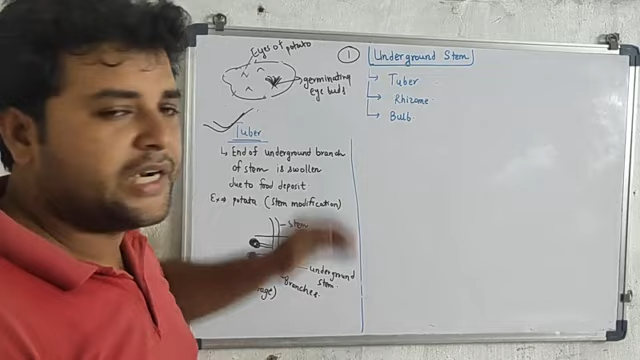 Eyes of potato
germinating
eye buds
Tuber
↳ End of underground branch
of stem is swollen
due to food deposit
Ex → potato (Stem modification)
stem
underground
stem
branches
1 Underground Stem
→ Tuber
→ Rhizome
→ Bulb